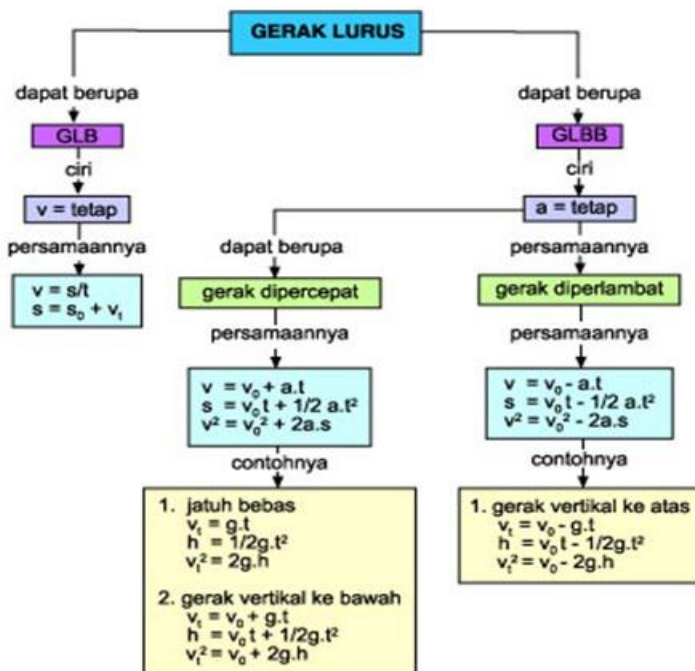 GERAK LURUS
dapat berupa
GLB
ciri
v = tetap
persamaannya
v = s/t
s = s₀ + vₜ
dapat berupa
GLBB
ciri
a = tetap
dapat berupa
gerak dipercepat
persamaannya
v = v₀ + a.t
s = v₀t + 1/2 a.t²
v² = v₀² + 2a.s
contohnya
1. jatuh bebas
vₜ = g.t
h = 1/2g.t²
vₜ² = 2g.h
2. gerak vertikal ke bawah
vₜ = v₀ + g.t
h = v₀t + 1/2g.t²
vₜ² = v₀ + 2g.h
persamaannya
gerak diperlambat
persamaannya
v = v₀ - a.t
s = v₀t - 1/2 a.t²
v² = v₀² - 2a.s
contohnya
1. gerak vertikal ke atas
vₜ = v₀ - g.t
h = v₀t - 1/2g.t²
vₜ² = v₀ - 2g.h